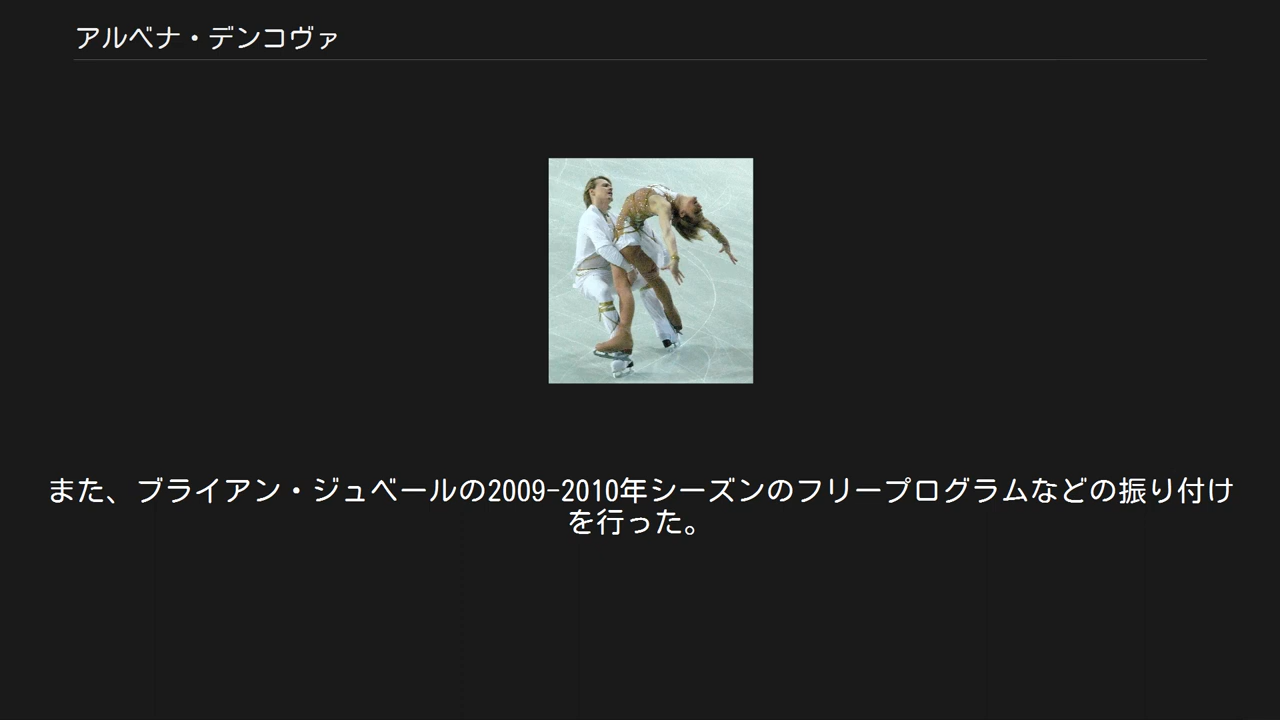 アルベナ・デンコヴァ
また、ブライアン・ジュベールの2009-2010年シーズンのフリープログラムなどの振り付け
を行った。